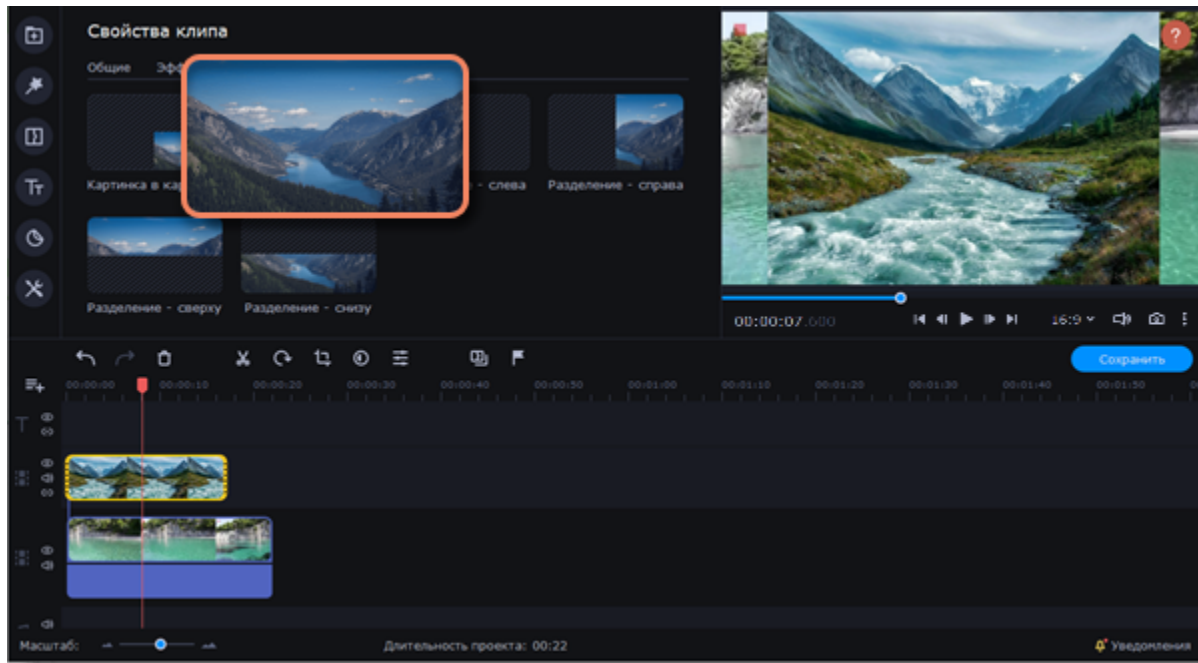 Свойства клипа
Общие Эфф
Картинка в кар - слева Разделение - справа
Разделение - сверху Разделение - снизу
?
00:00:07.600 16:9
Сохранить
00:00:00 00:00:10 00:00:20 00:00:30 00:00:40 00:00:50 00:01:00 00:01:10 00:01:20 00:01:30 00:01:40 00:01:50
Масштаб: Длительность проекта: 00:22 Уведомления